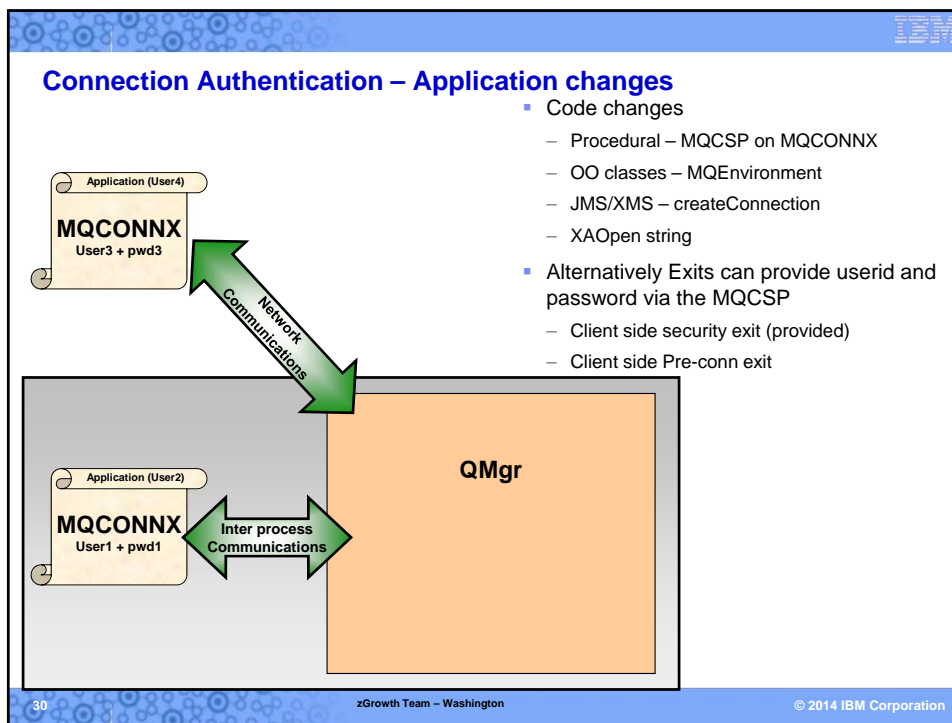 IBM
Connection Authentication – Application changes
▪ Code changes
– Procedural – MQCSP on MQCONNX
– OO classes – MQEnvironment
– JMS/XMS – createConnection
– XAOpen string
▪ Alternatively Exits can provide userid and
password via the MQCSP
– Client side security exit (provided)
– Client side Pre-conn exit
Application (User4)
MQCONNX
User3 + pwd3
Network
Communications
QMgr
Application (User2)
MQCONNX
User1 + pwd1
Inter process
Communications
30
zGrowth Team – Washington
© 2014 IBM Corporation